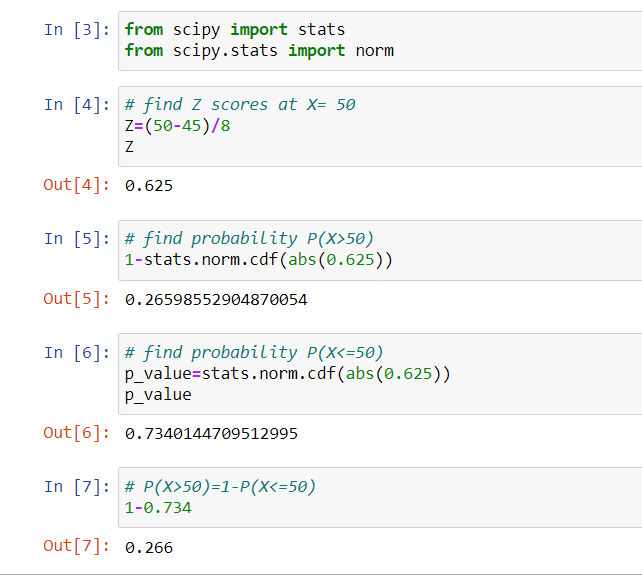 In [3]: from scipy import stats
from scipy.stats import norm
In [4]: # find Z scores at X= 50
Z=(50-45)/8
Z
Out[4]: 0.625
In [5]: # find probability P(X>50)
1-stats.norm.cdf(abs(0.625))
Out[5]: 0.26598552904870054
In [6]: # find probability P(X<=50)
p_value=stats.norm.cdf(abs(0.625))
p_value
Out[6]: 0.7340144709512995
In [7]: # P(X>50)=1-P(X<=50)
1-0.734
Out[7]: 0.266